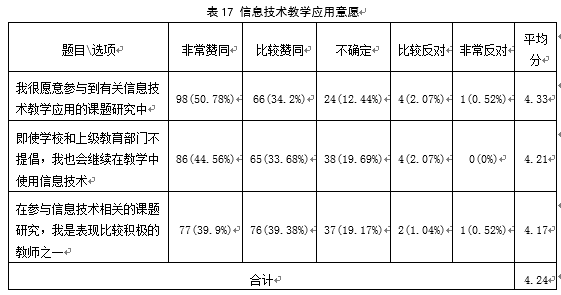 表 17 信息技术教学应用意愿
题目\选项 非常赞同 比较赞同 不确定 比较反对 非常反对 平均
分
我很愿意参与到有关信息技
术教学应用的课题研究中 98(50.78%) 66(34.2%) 24(12.44%) 4(2.07%) 1(0.52%) 4.33
即使学校和上级教育部门不
提倡，我也会继续在教学中
使用信息技术 86(44.56%) 65(33.68%) 38(19.69%) 4(2.07%) 0(0%) 4.21
在参与信息技术相关的课题
研究，我是表现比较积极的
教师之一 77(39.9%) 76(39.38%) 37(19.17%) 2(1.04%) 1(0.52%) 4.17
合计 4.24